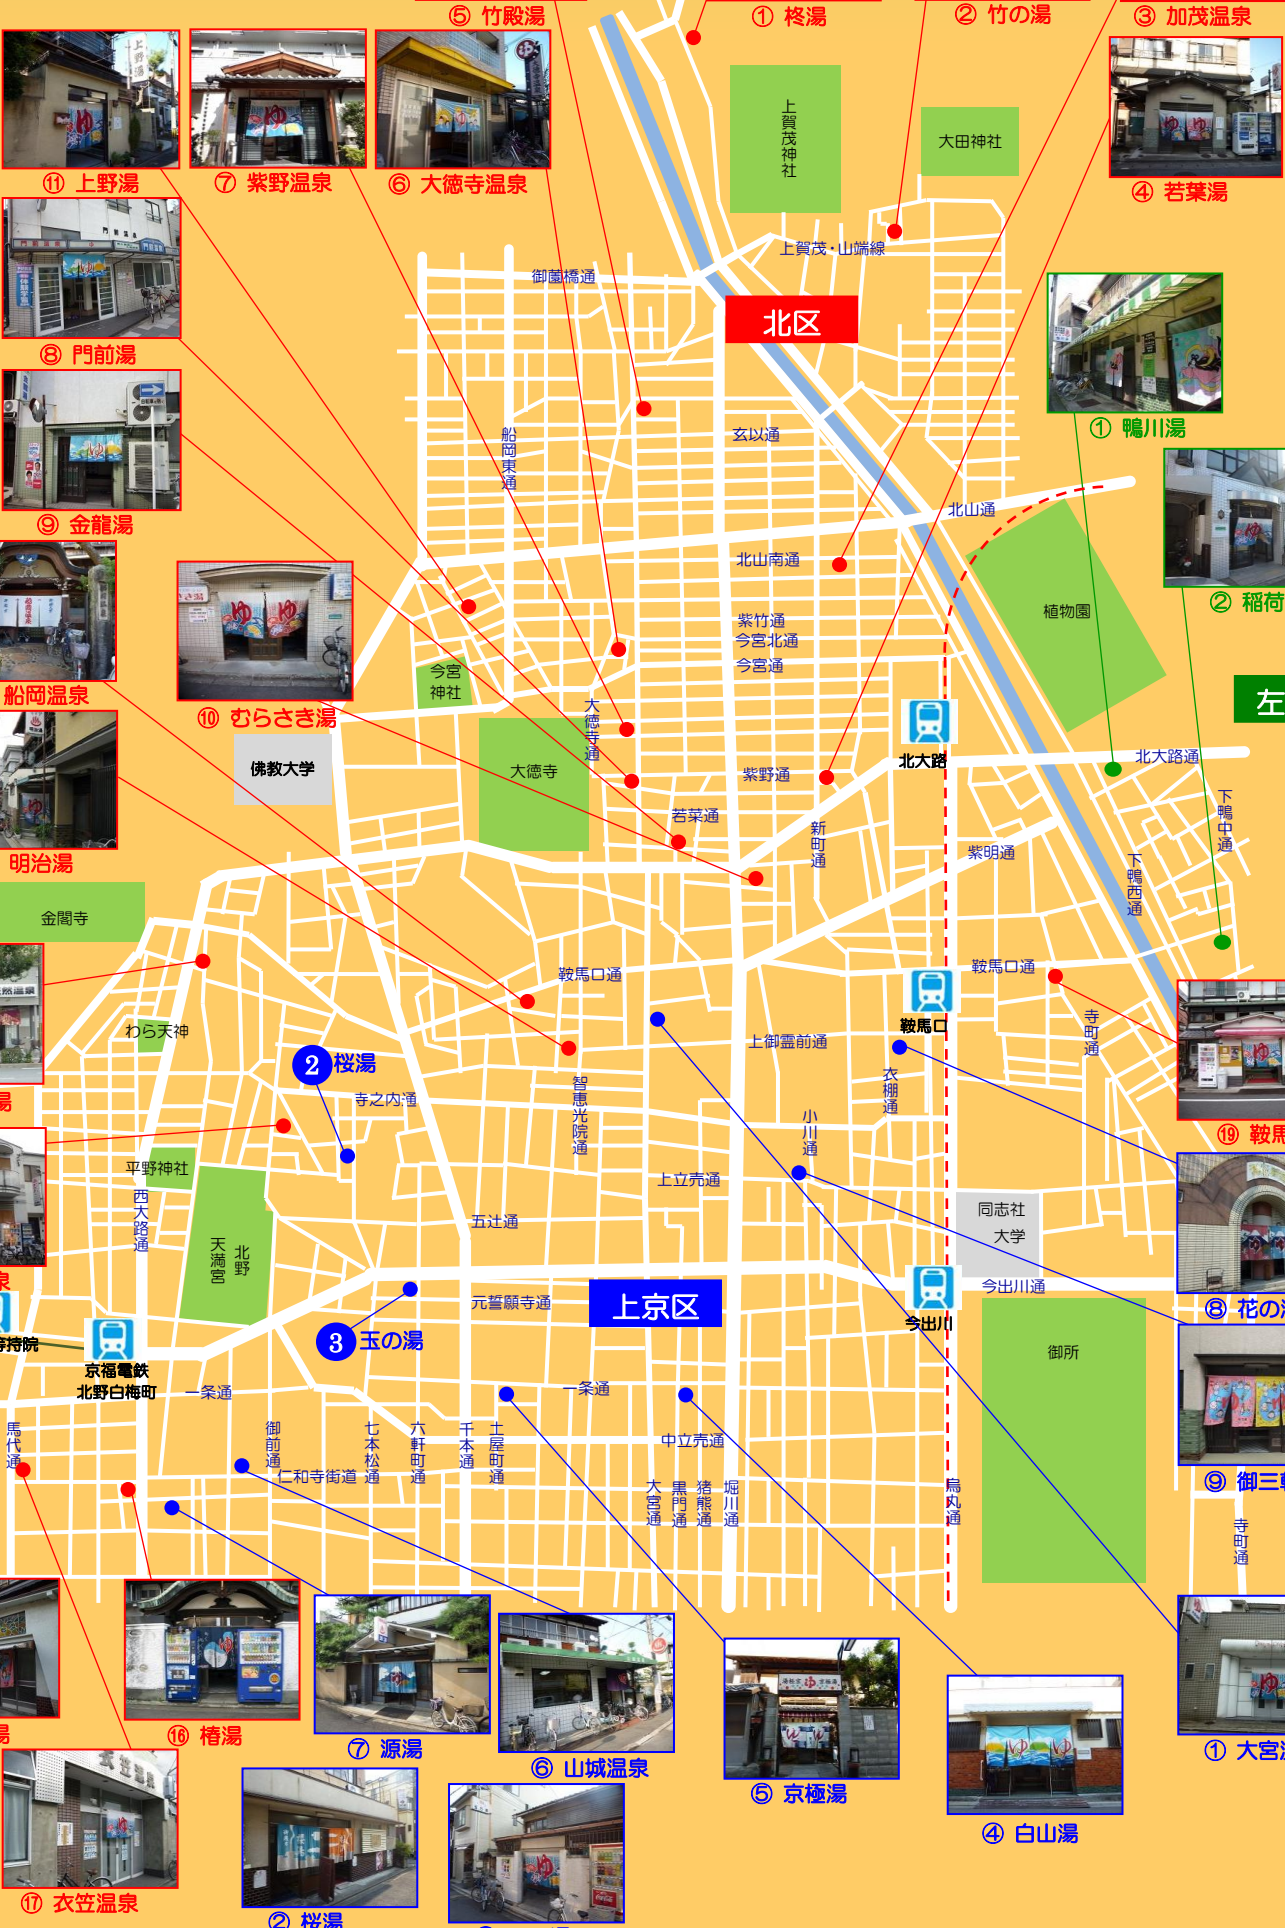 ⑤ 竹殿湯
① 柊湯
② 竹の湯
③ 加茂温泉
⑪ 上野湯
⑦ 紫野温泉
⑥ 大徳寺温泉
④ 若葉湯
上賀茂神社
大田神社
上賀茂・山端線
御薗橋通
北区
⑧ 門前湯
① 鴨川湯
船岡東通
玄以通
⑨ 金龍湯
北山通
北山南通
植物園
② 稲荷
紫竹通
今宮北通
今宮通
今宮
神社
船岡温泉
⑩ むらさき湯
大徳寺通
左
佛教大学
大徳寺
紫野通
北大路
北大路通
若菜通
新町通
下鴨中通
紫明通
下鴨西通
明治湯
金閣寺
鞍馬口通
鞍馬口通
鞍馬口
わら天神
上御霊前通
寺町通
2 桜湯
衣棚通
智恵光院通
寺之内通
小川通
湯
⑲ 鞍馬
平野神社
上立売通
西大路通
同志社
大学
五辻通
北野
天満宮
泉
今出川通
元誓願寺通
上京区
今出川
⑧ 花の
3 玉の湯
等持院
京福電鉄
北野白梅町
御所
一条通
一条通
馬代通
御前通
七本松通
六軒町通
千本通
土屋町通
中立売通
仁和寺街道
大宮通
黒門通
猪熊通
堀川通
烏丸通
⑨ 御三
寺町通
湯
⑯ 椿湯
⑦ 源湯
⑥ 山城温泉
⑤ 京極湯
④ 白山湯
① 大宮
⑰ 衣笠温泉
② 桜湯